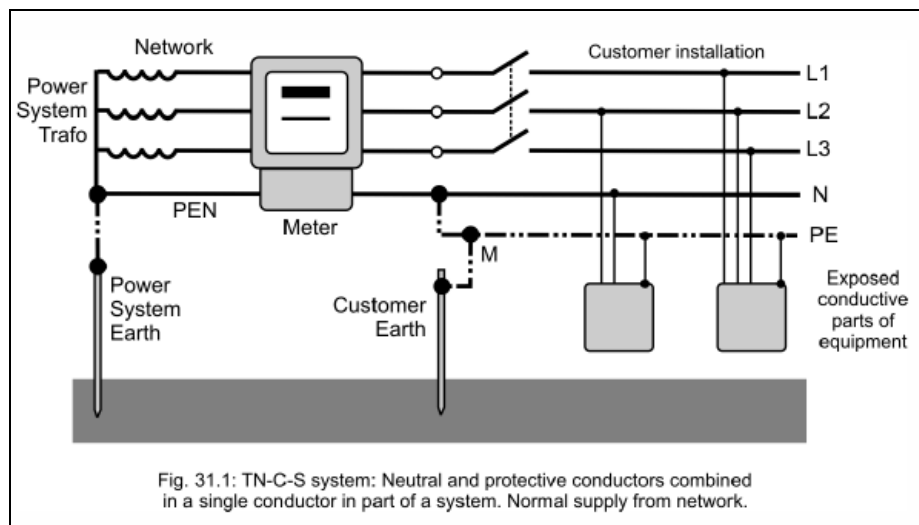 Network
Customer installation
Power
System
Trafo
L1
L2
L3
N
PEN
Meter
PE
M
Power
System
Earth
Customer
Earth
Exposed
conductive
parts of
equipment
Fig. 31.1: TN-C-S system: Neutral and protective conductors combined
in a single conductor in part of a system. Normal supply from network.